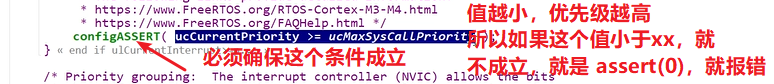 * https://www.FreeRTOS.org/RTOS-Cortex-M3-M4.html
* https://www.FreeRTOS.org/FAQHelp.html */
configASSERT( ucCurrentPriority >= ucMaxSysCallPriority );
} « end if ulCurrentInterrupt
必须确保这个条件成立
/* Priority grouping: The interrupt controller (NVIC) allows the bits
值越小，优先级越高
所以如果这个值小于xx，就
不成立，就是 assert(0)，就报错